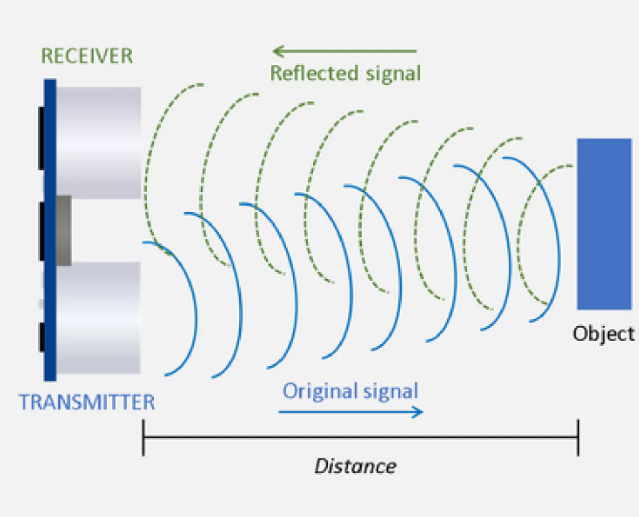 RECEIVER
Reflected signal
Object
Original signal
TRANSMITTER
Distance